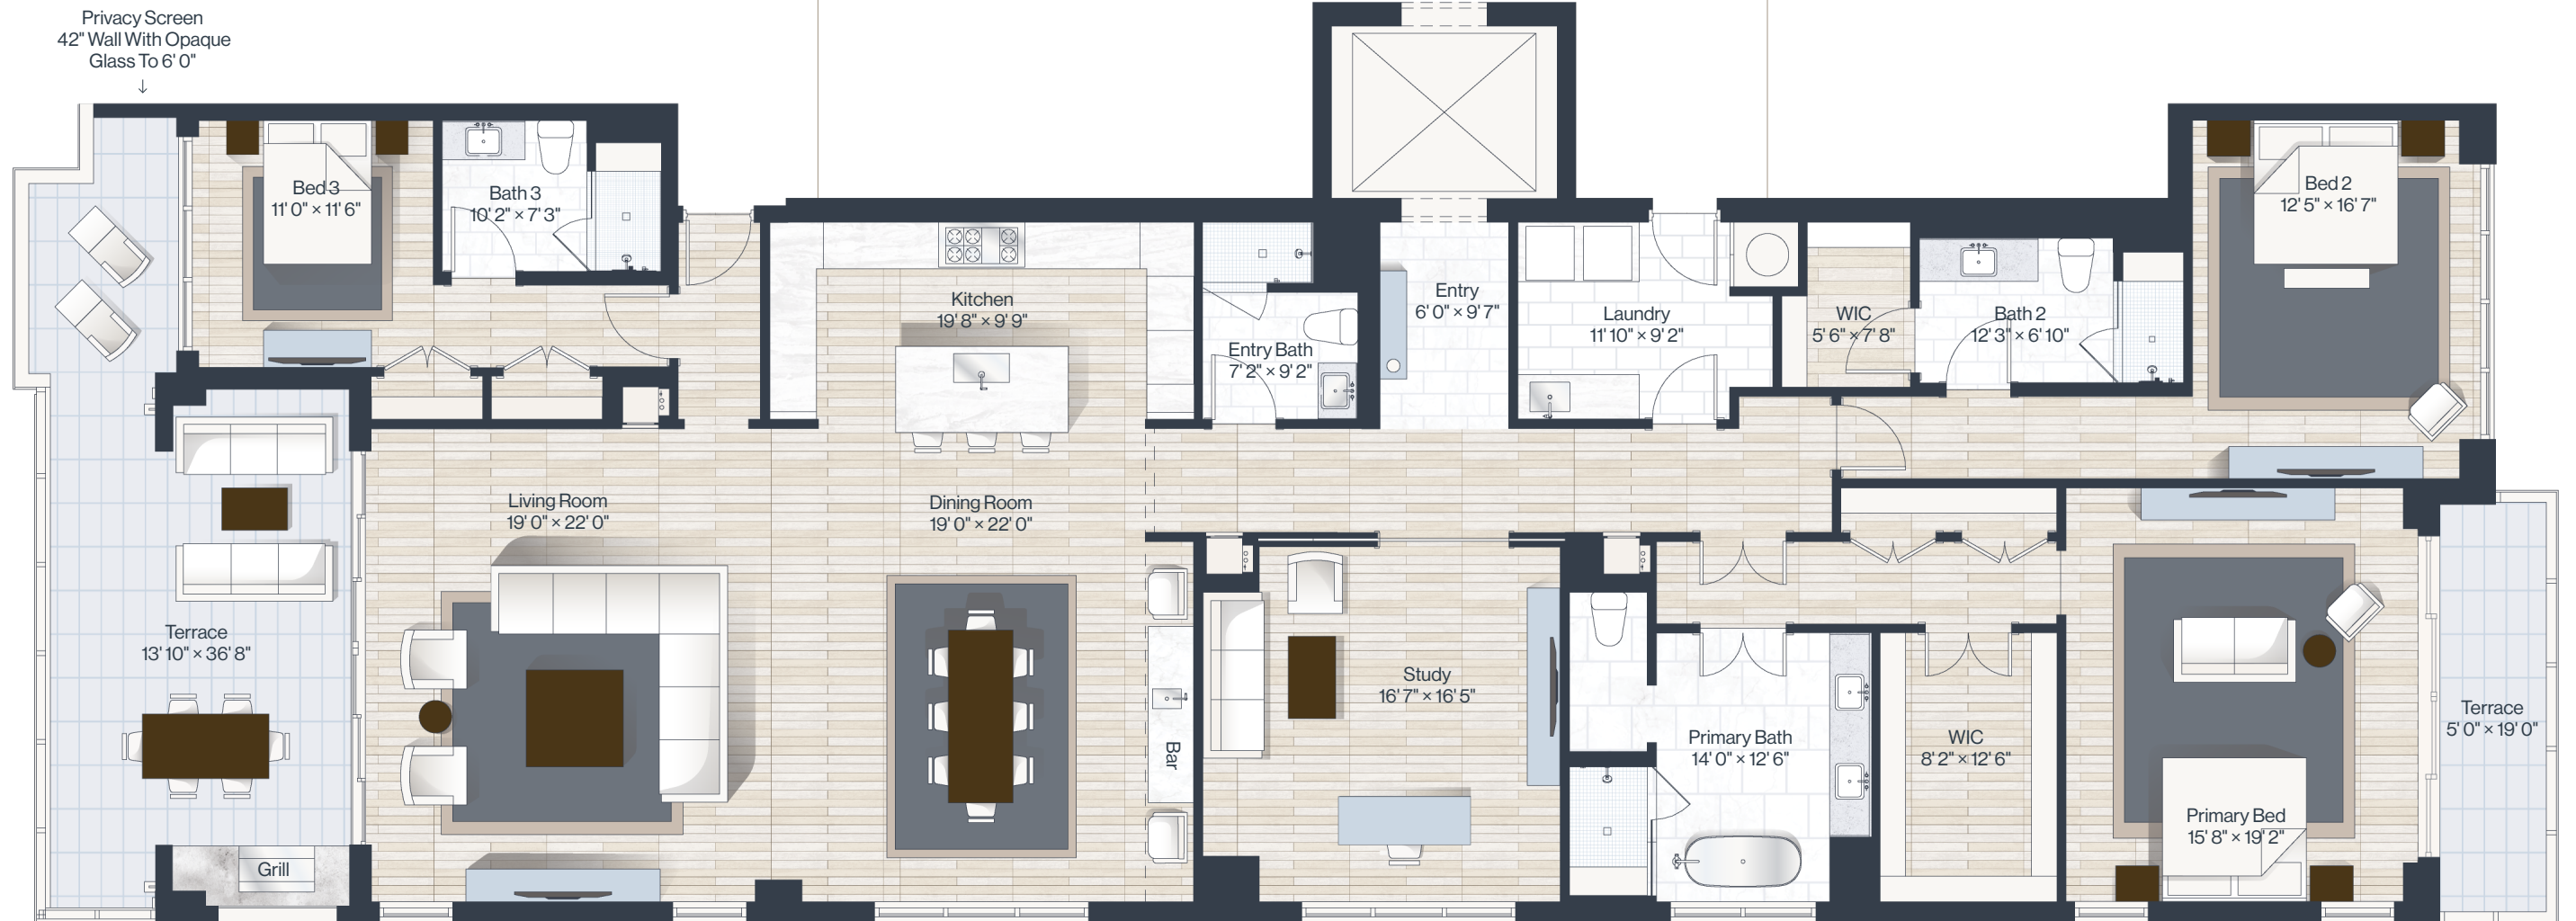 Privacy Screen
42" Wall With Opaque
Glass To 6' 0"
Bed 3
11' 0" × 11' 6"
Bath 3
10' 2" × 7' 3"
Kitchen
19' 8" × 9' 9"
Entry Bath
7' 2" × 9' 2"
Entry
6' 0" × 9' 7"
Laundry
11' 10" × 9' 2"
WIC
5' 6" × 7' 8"
Bath 2
12' 3" × 6' 10"
Bed 2
12' 5" × 16' 7"
Living Room
19' 0" × 22' 0"
Dining Room
19' 0" × 22' 0"
Terrace
13' 10" × 36' 8"
Grill
Bar
Study
16' 7" × 16' 5"
Primary Bath
14' 0" × 12' 6"
WIC
8' 2" × 12' 6"
Primary Bed
15' 8" × 19' 2"
Terrace
5' 0" × 19' 0"